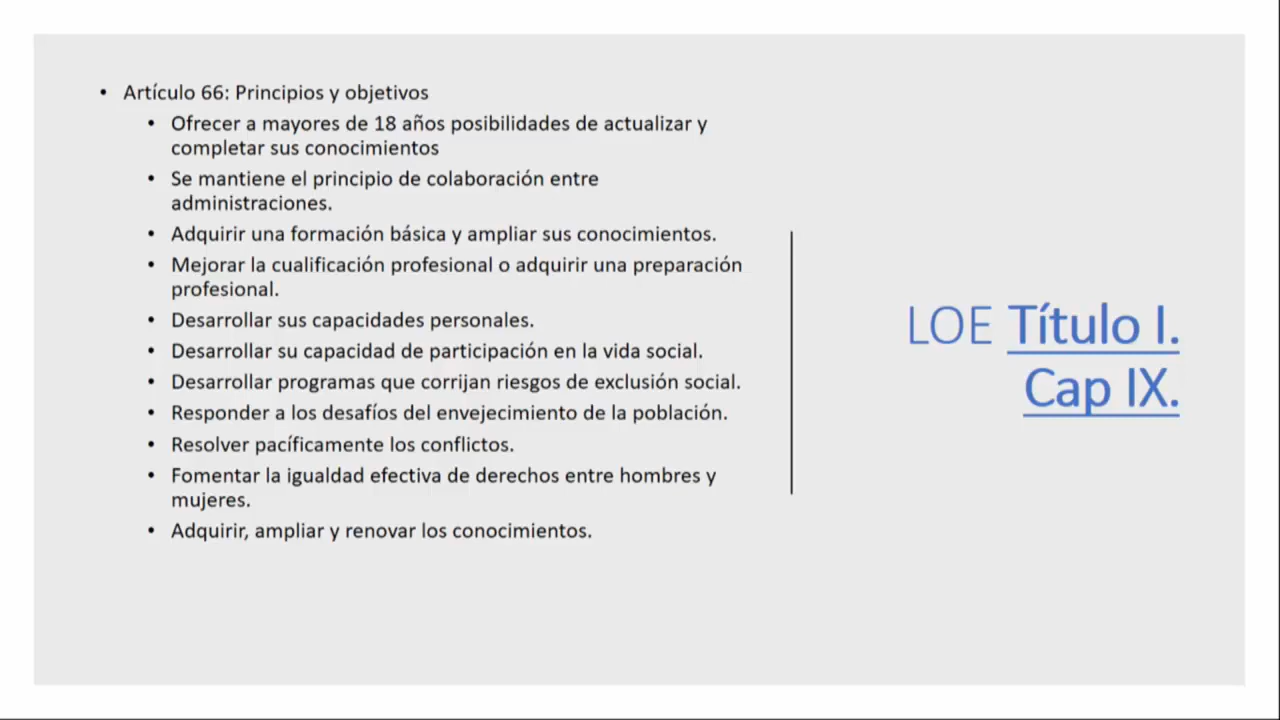 • Artículo 66: Principios y objetivos
• Ofrecer a mayores de 18 años posibilidades de actualizar y
completar sus conocimientos
• Se mantiene el principio de colaboración entre
administraciones.
• Adquirir una formación básica y ampliar sus conocimientos.
• Mejorar la cualificación profesional o adquirir una preparación
profesional.
• Desarrollar sus capacidades personales.
• Desarrollar su capacidad de participación en la vida social.
• Desarrollar programas que corrijan riesgos de exclusión social.
• Responder a los desafíos del envejecimiento de la población.
• Resolver pacíficamente los conflictos.
• Fomentar la igualdad efectiva de derechos entre hombres y
mujeres.
• Adquirir, ampliar y renovar los conocimientos.
LOE Título I.
Cap IX.